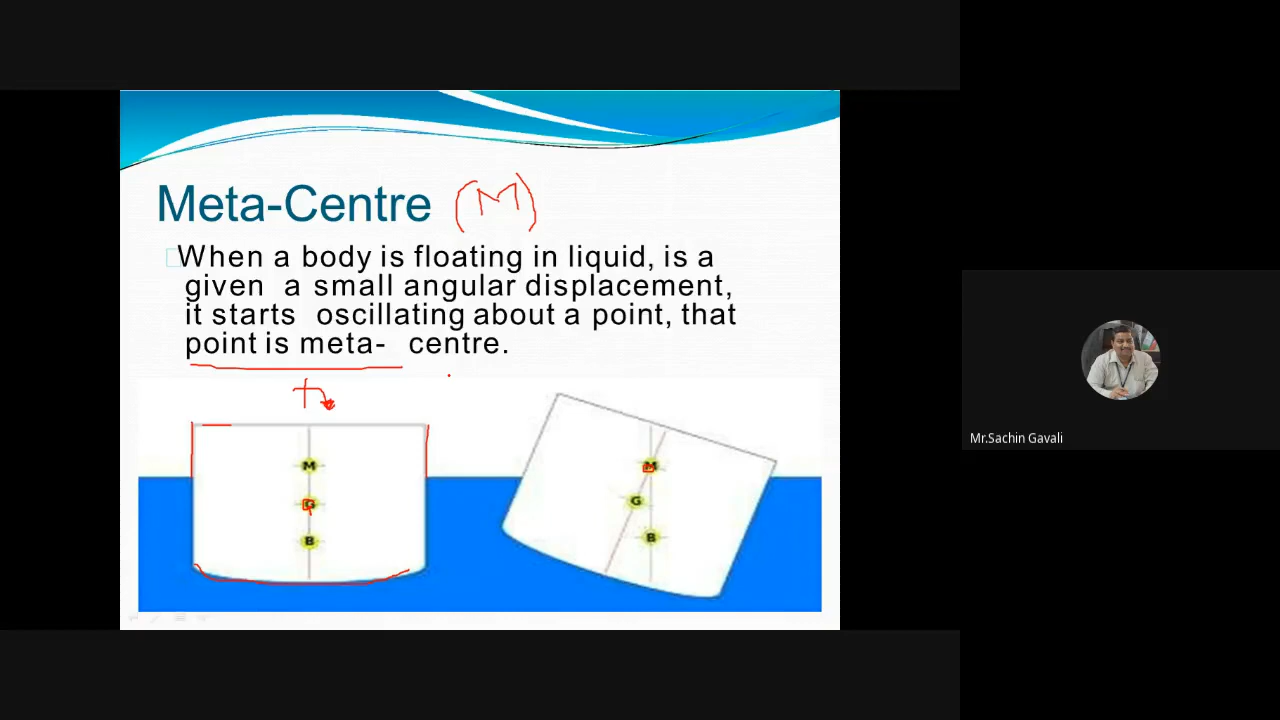 Meta-Centre (M)
When a body is floating in liquid, is a
given a small angular displacement,
it starts oscillating about a point, that
point is meta- centre.
M
G
B
M
G
B
Mr.Sachin Gavali